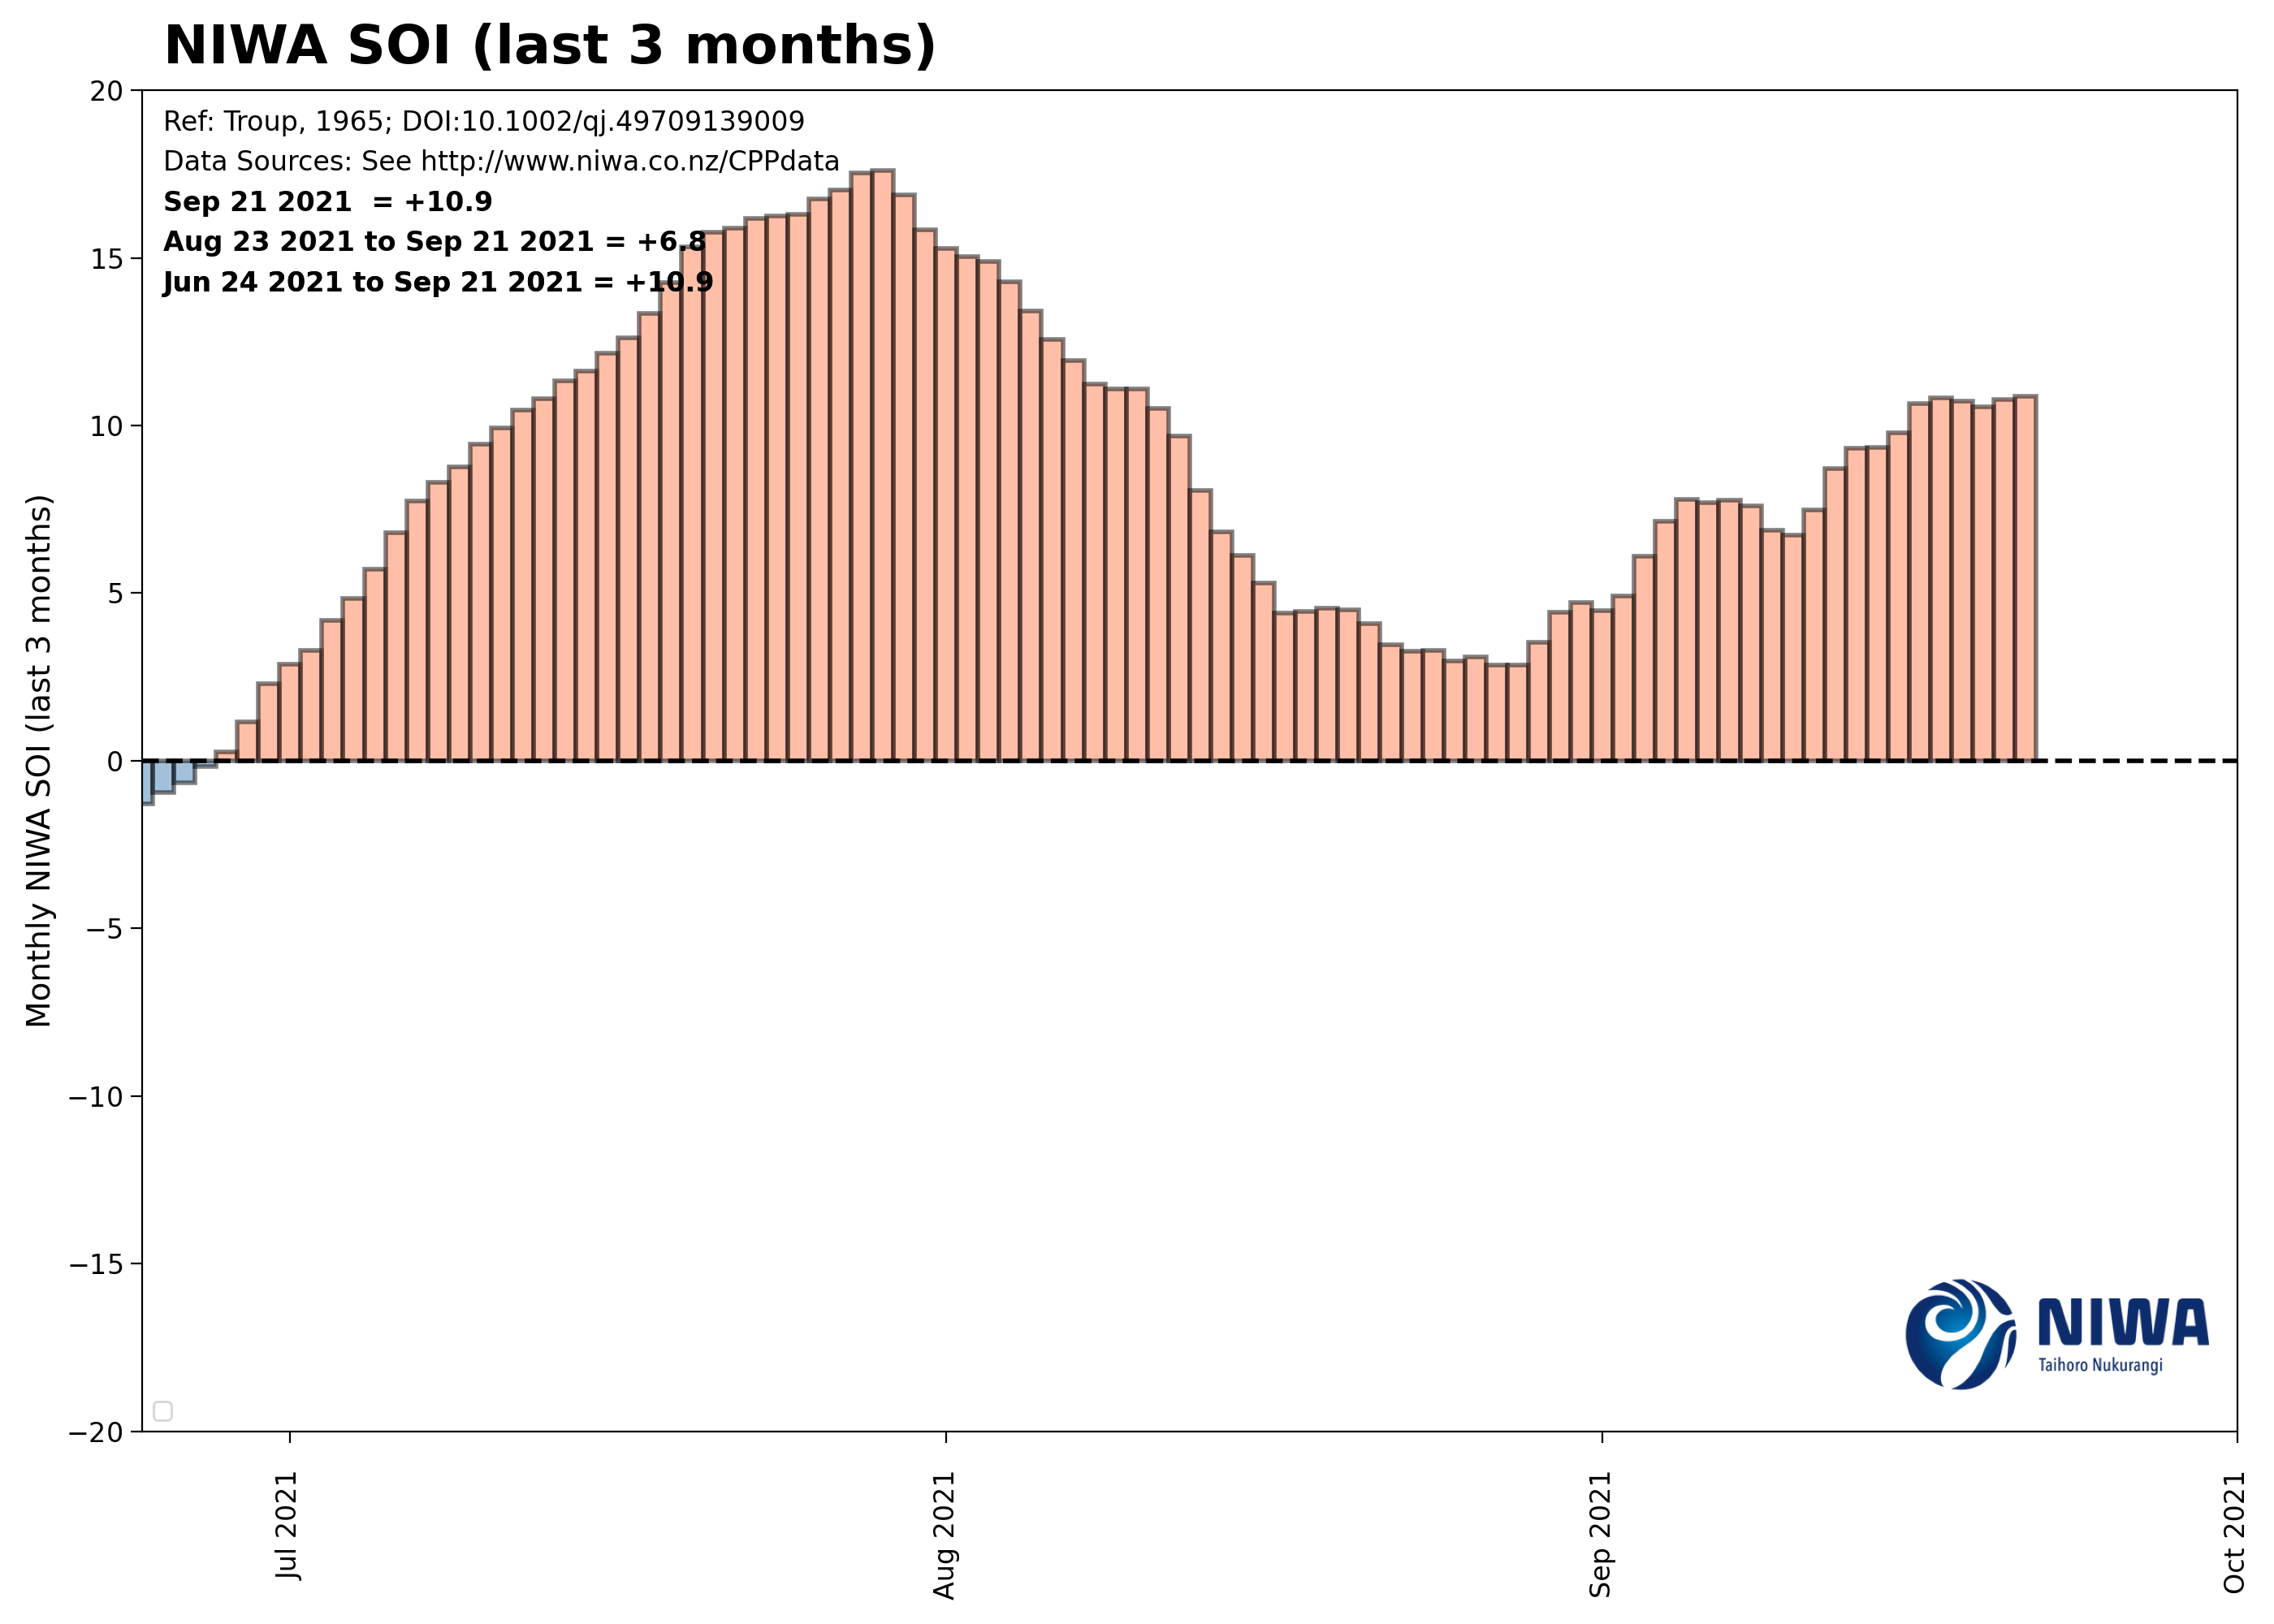 NIWA SOI (last 3 months)
Ref: Troup, 1965; DOI:10.1002/qj.49709139009
Data Sources: See http://www.niwa.co.nz/CPPdata
Sep 21 2021  = +10.9
Aug 23 2021 to Sep 21 2021 = +6.8
Jun 24 2021 to Sep 21 2021 = +10.9
Monthly NIWA SOI (last 3 months)
20
15
10
5
0
−5
−10
−15
−20
Jul 2021
Aug 2021
Sep 2021
Oct 2021
NIWA
Taihoro Nukurangi